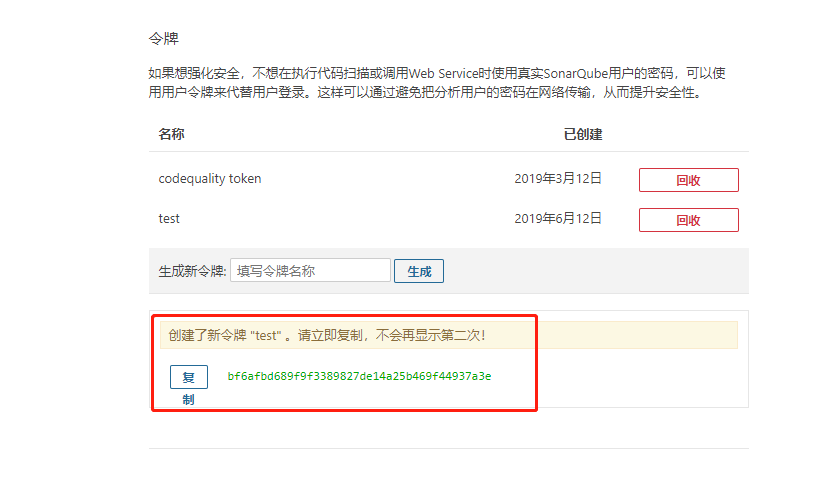 令牌
如果想强化安全，不想在执行代码扫描或调用Web Service时使用真实SonarQube用户的密码，可以使
用用户令牌来代替用户登录。这样可以通过避免把分析用户的密码在网络传输，从而提升安全性。
名称 已创建
codequality token 2019年3月12日 回收
test 2019年6月12日 回收
生成新令牌: 填写令牌名称 生成
创建了新令牌 "test" 。请立即复制，不会再显示第二次!
复 bf6afbd689f9f3389827de14a25b469f44937a3e
制